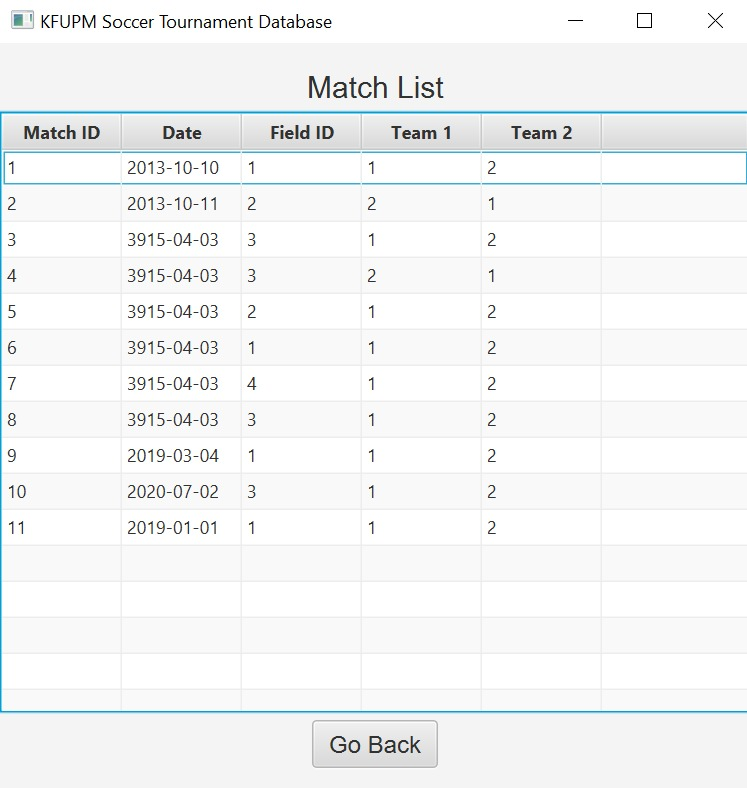 KFUPM Soccer Tournament Database
Match List
Match ID Date Field ID Team 1 Team 2
1 2013-10-10 1 1 2
2 2013-10-11 2 2 1
3 3915-04-03 3 1 2
4 3915-04-03 3 2 1
5 3915-04-03 2 1 2
6 3915-04-03 1 1 2
7 3915-04-03 4 1 2
8 3915-04-03 3 1 2
9 2019-03-04 1 1 2
10 2020-07-02 3 1 2
11 2019-01-01 1 1 2
Go Back